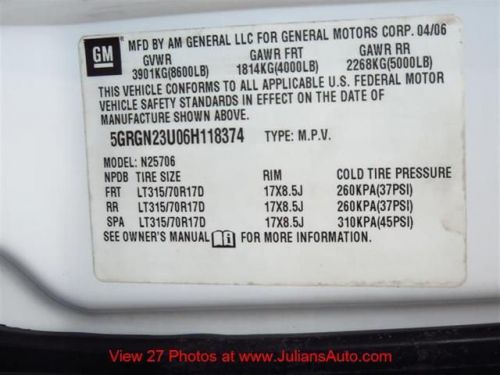 GM
MFD BY AM GENERAL LLC FOR GENERAL MOTORS CORP. 04/06
GVWR GAWR FRT GAWR RR
3901KG(8600LB) 1814KG(4000LB) 2268KG(5000LB)
THIS VEHICLE CONFORMS TO ALL APPLICABLE U.S. FEDERAL MOTOR
VEHICLE SAFETY STANDARDS IN EFFECT ON THE DATE OF
MANUFACTURE SHOWN ABOVE.
5GRGN23U06H118374 TYPE: M.P.V.
MODEL: N25706
NPDB TIRE SIZE RIM COLD TIRE PRESSURE
FRT LT315/70R17D 17X8.5J 260KPA(37PSI)
RR LT315/70R17D 17X8.5J 260KPA(37PSI)
SPA LT315/70R17D 17X8.5J 310KPA(45PSI)
SEE OWNER'S MANUAL i FOR MORE INFORMATION.
View 27 Photos at www.JuliansAuto.com